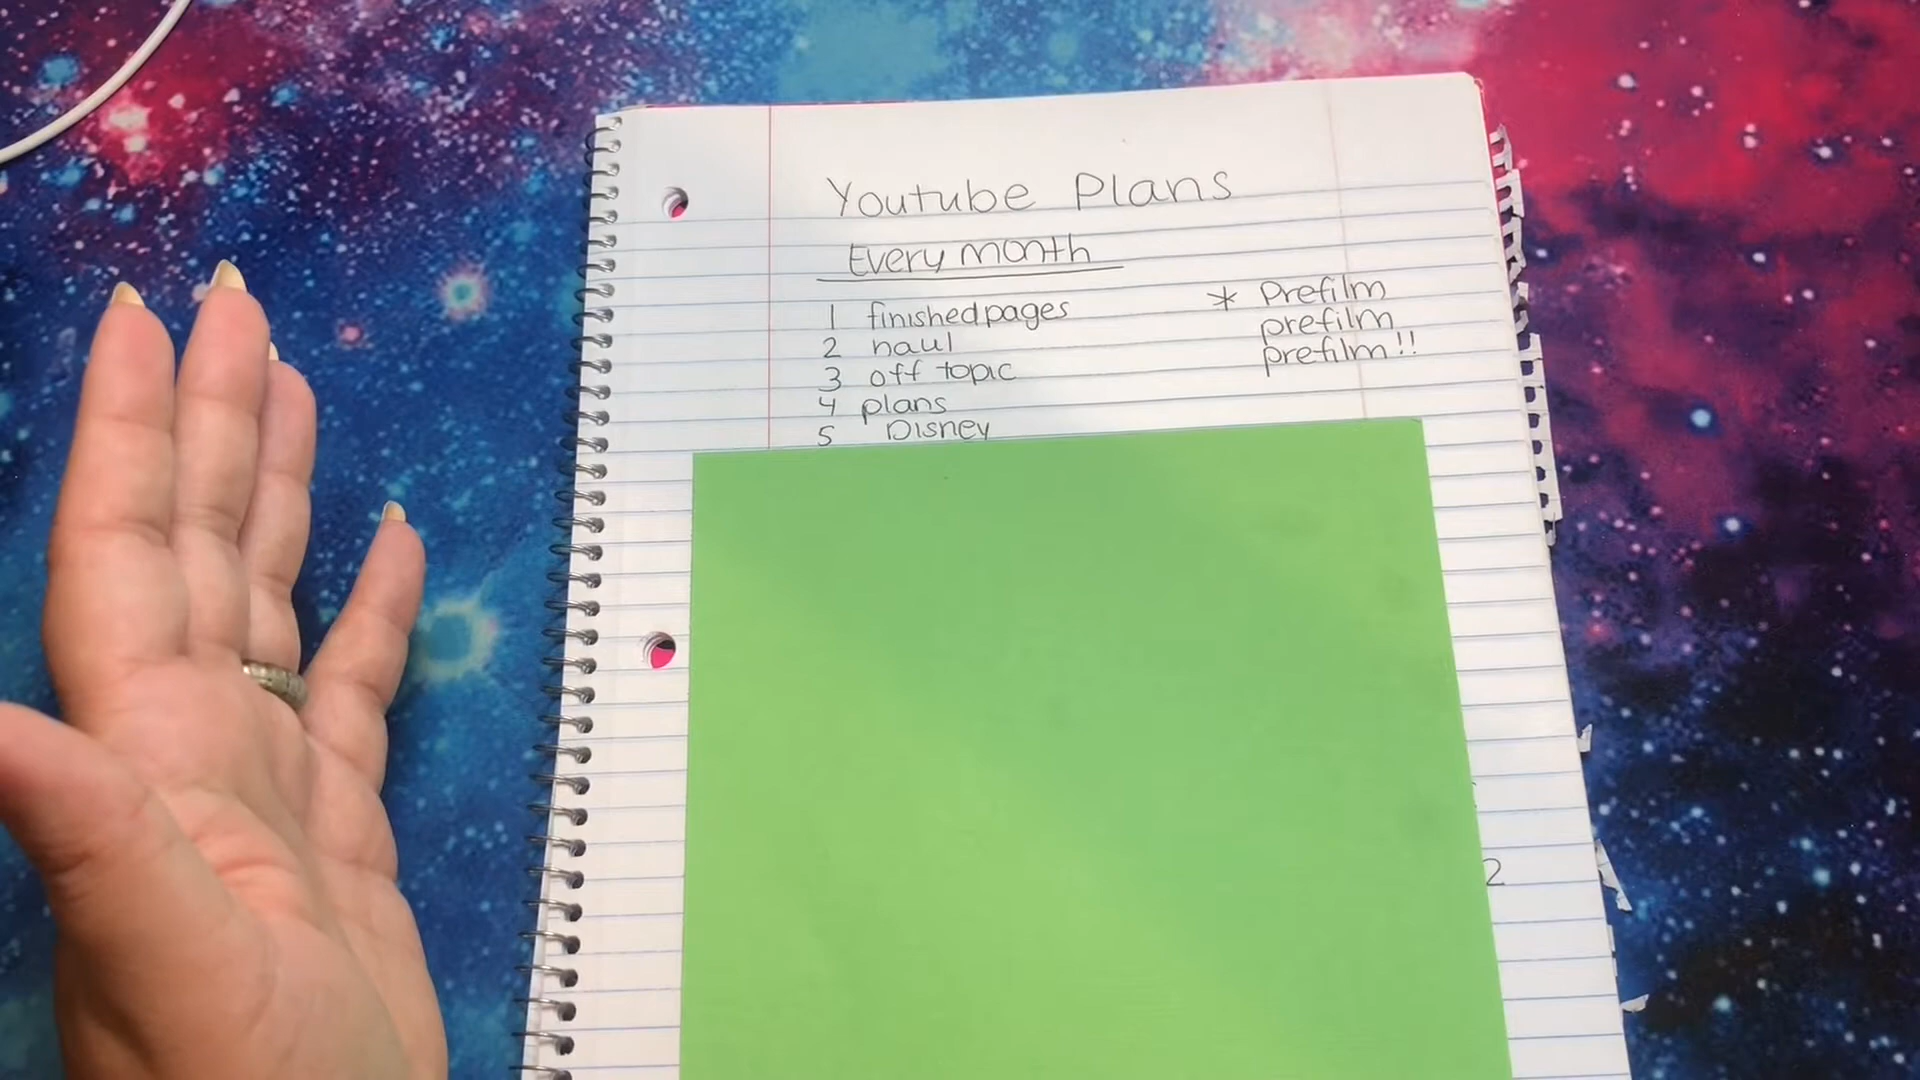 Youtube Plans
Every month
1 finished pages
2 haul
3 off topic
4 plans
5 Disney
* Prefilm
prefilm
prefilm!!
2